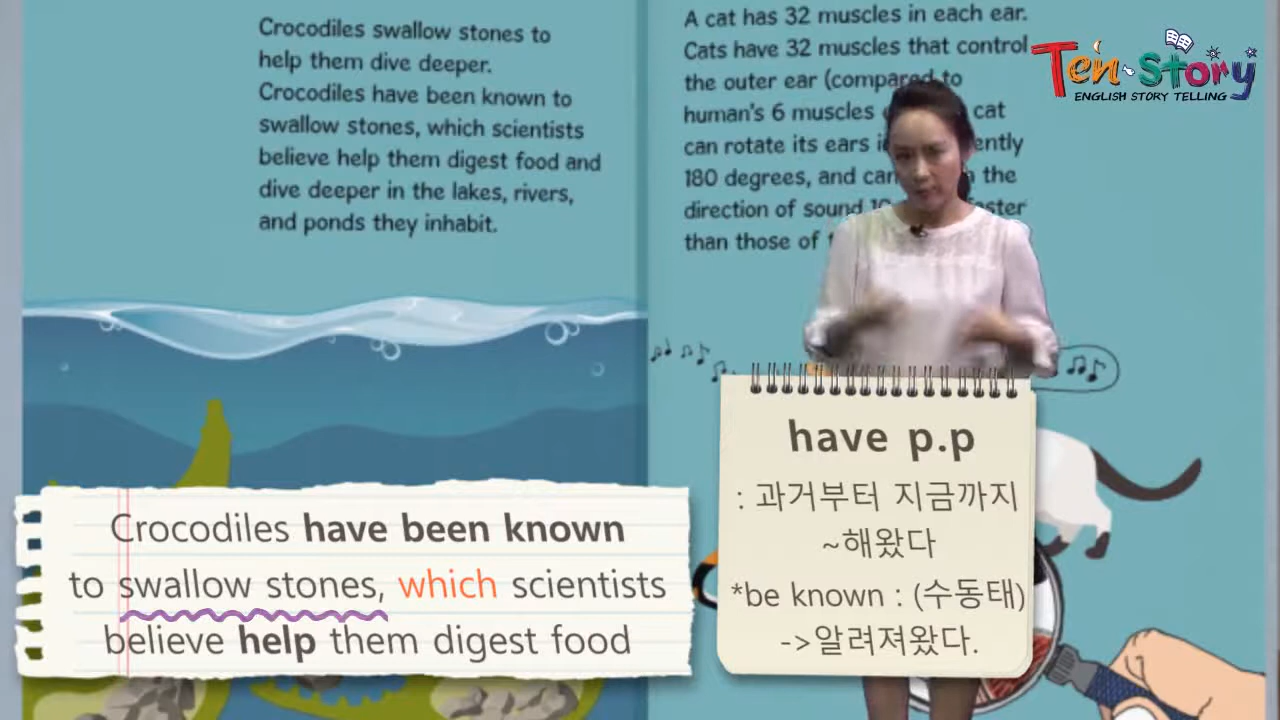 Crocodiles swallow stones to
help them dive deeper.
Crocodiles have been known to
swallow stones, which scientists
believe help them digest food and
dive deeper in the lakes, rivers,
and ponds they inhabit.
A cat has 32 muscles in each ear.
Cats have 32 muscles that control
the outer ear (compared to
human's 6 muscles cat
can rotate its ears
180 degrees, and can the
direction of sound
than those of
Ten Story
ENGLISH STORY TELLING
Crocodiles have been known
to swallow stones, which scientists
believe help them digest food
have p.p
: 과거부터 지금까지
~해왔다
*be known : (수동태)
->알려져왔다.